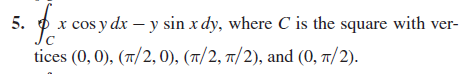 5. ∮_C x cos y dx − y sin x dy, where C is the square with ver-
tices (0, 0), (π/2, 0), (π/2, π/2), and (0, π/2).